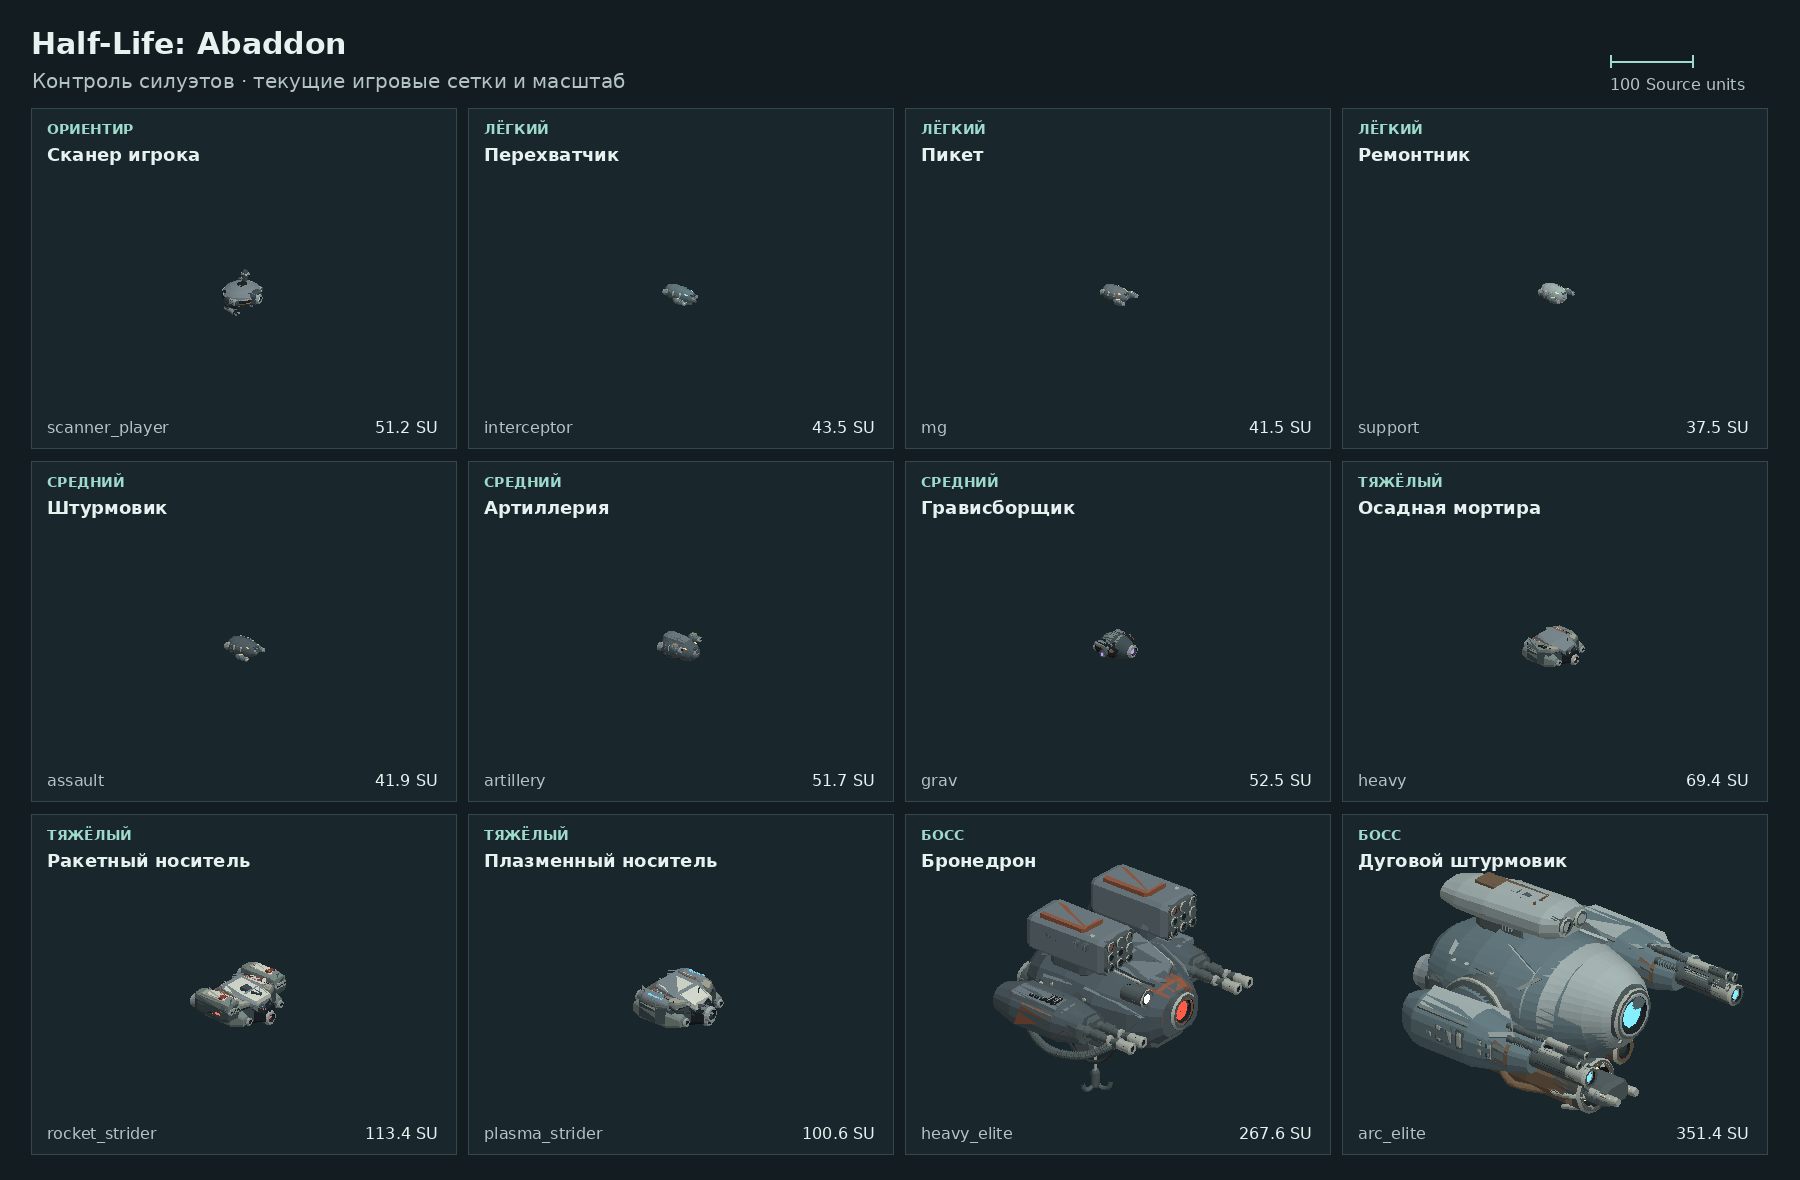 Half-Life: Abaddon
Контроль силуэтов · текущие игровые сетки и масштаб
100 Source units
ОРИЕНТИР
Сканер игрока
scanner_player 51.2 SU
ЛЁГКИЙ
Перехватчик
interceptor 43.5 SU
ЛЁГКИЙ
Пикет
mg 41.5 SU
ЛЁГКИЙ
Ремонтник
support 37.5 SU
СРЕДНИЙ
Штурмовик
assault 41.9 SU
СРЕДНИЙ
Артиллерия
artillery 51.7 SU
СРЕДНИЙ
Грависборщик
grav 52.5 SU
ТЯЖЁЛЫЙ
Осадная мортира
heavy 69.4 SU
ТЯЖЁЛЫЙ
Ракетный носитель
rocket_strider 113.4 SU
ТЯЖЁЛЫЙ
Плазменный носитель
plasma_strider 100.6 SU
БОСС
Бронедрон
heavy_elite 267.6 SU
БОСС
Дуговой штурмовик
arc_elite 351.4 SU